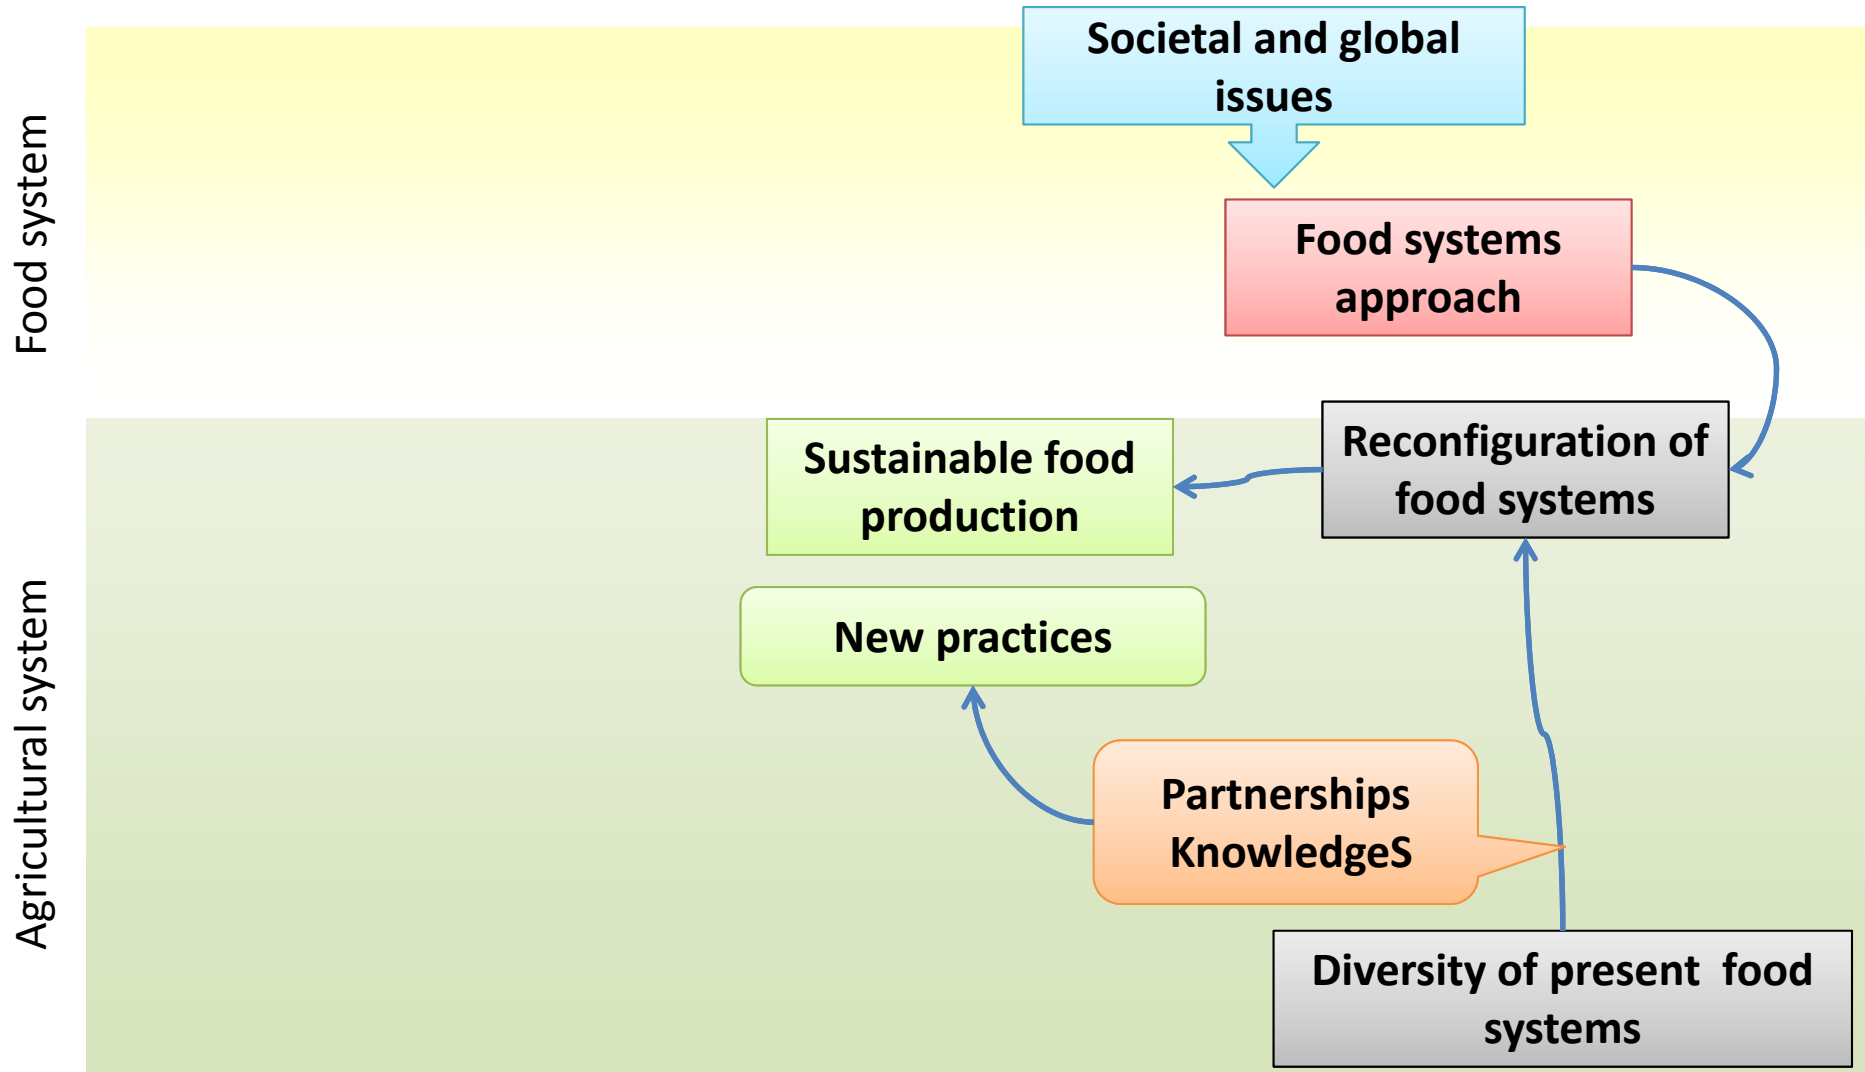 Societal and global
issues
Food system
Food systems
approach
Reconfiguration of
food systems
Sustainable food
production
New practices
Agricultural system
Partnerships
KnowledgeS
Diversity of present  food
systems